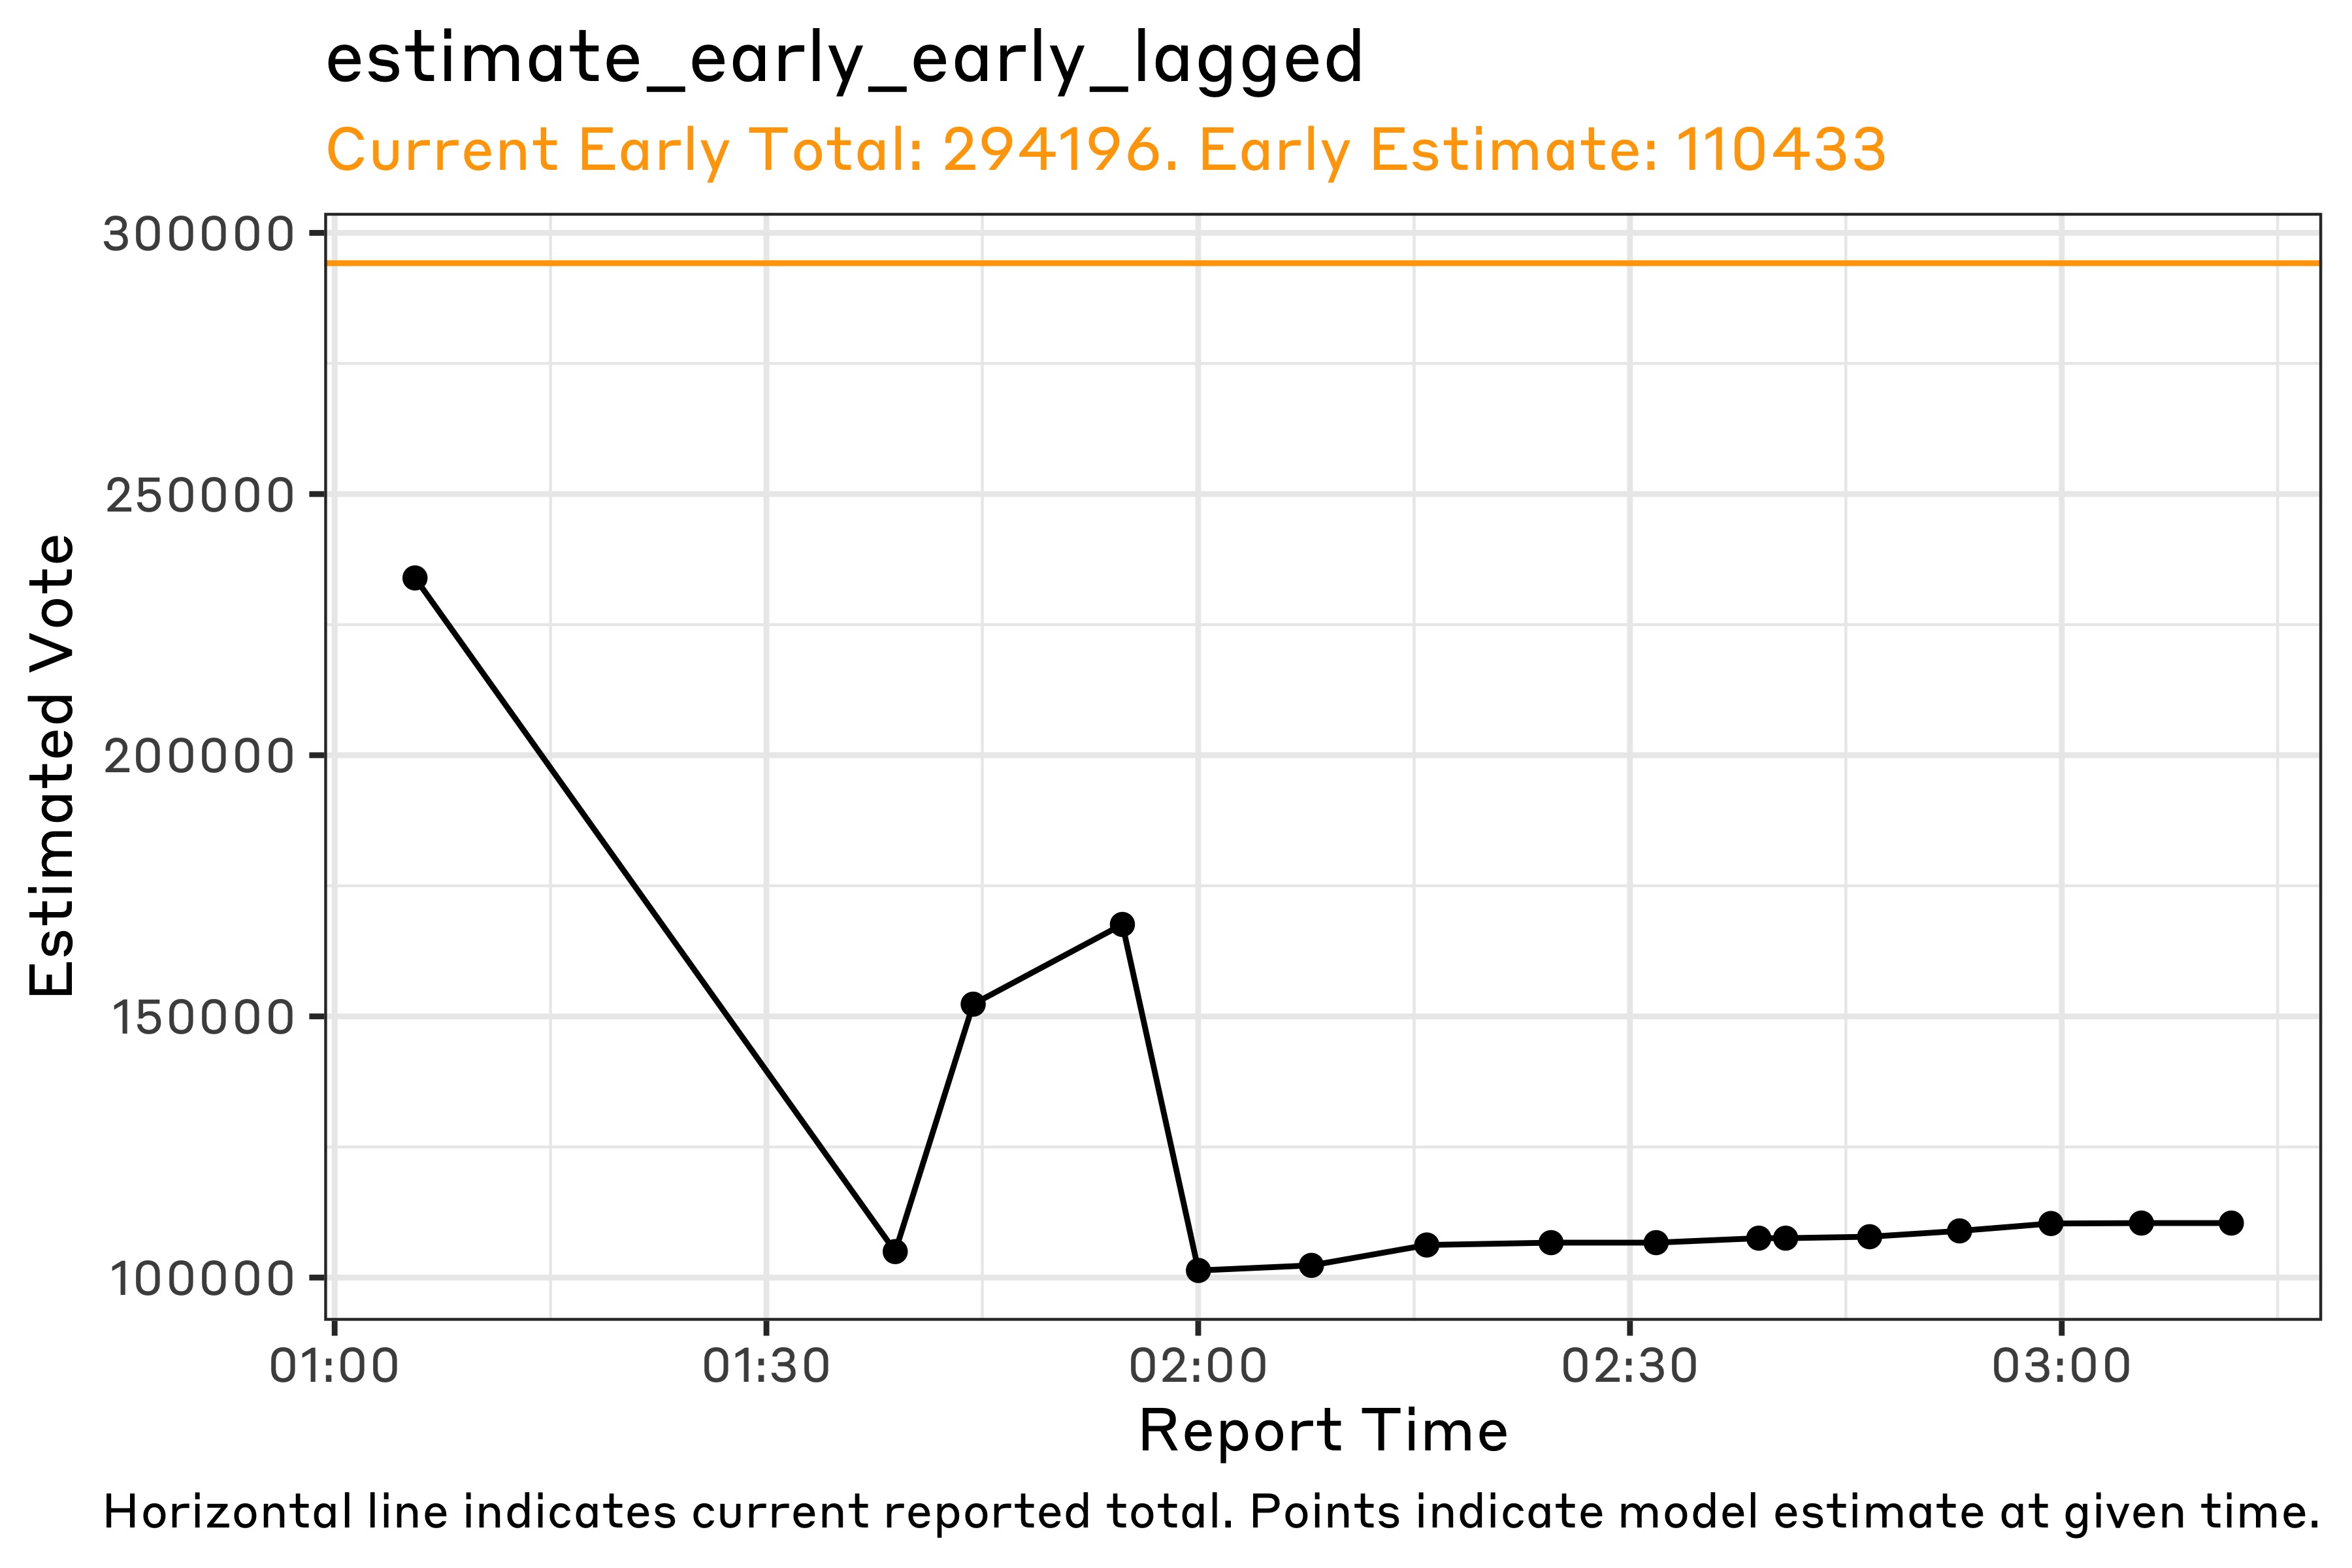 estimate_early_early_lagged
Current Early Total: 294196. Early Estimate: 110433
300000
250000
200000
150000
100000
Estimated Vote
01:00 01:30 02:00 02:30 03:00
Report Time
Horizontal line indicates current reported total. Points indicate model estimate at given time.